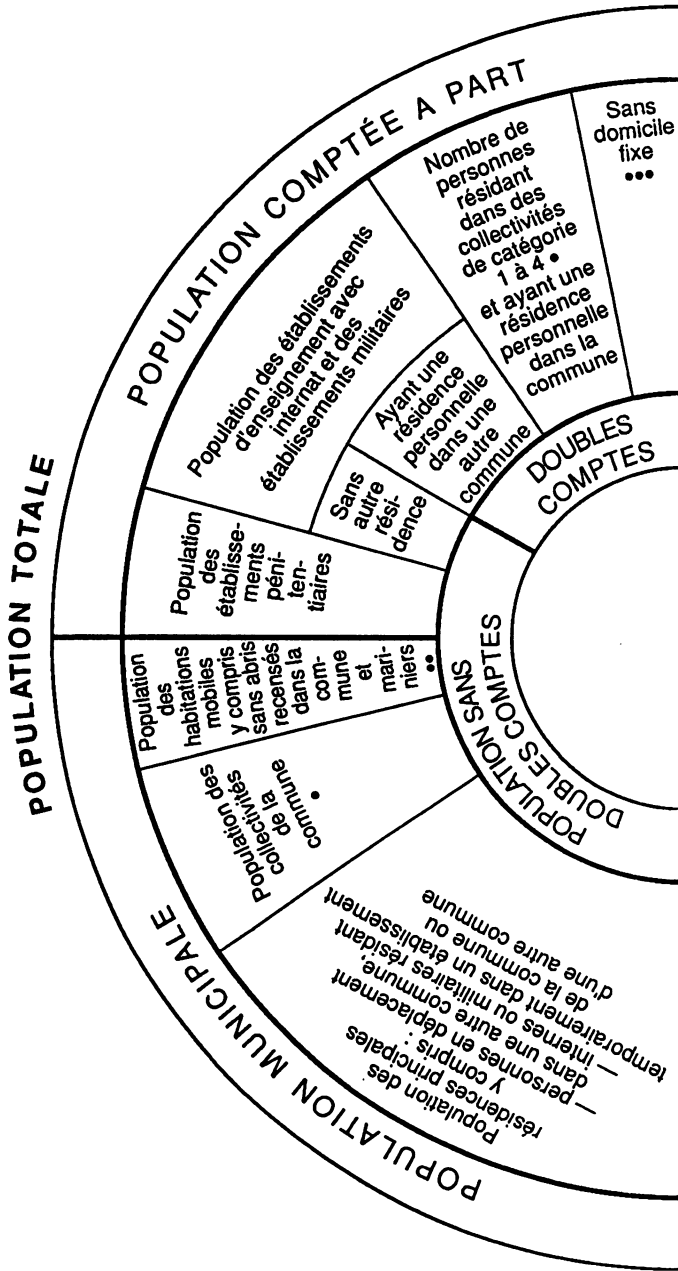 POPULATION TOTALE
POPULATION MUNICIPALE
POPULATION COMPTÉE A PART
Population des
résidences principales
y compris :
— personnes en déplacement
dans une autre commune,
— internes ou militaires résidant
temporairement dans un établissement
de la commune ou
d'une autre commune
Population des
collectivités
de la
commune •
Population
des
habitations
mobiles
y compris
sans abris
recensés
dans la
com-
mune
et
mari-
niers
••
Population
des
établisse-
ments
péni-
ten-
tiaires
Population des établissements
d'enseignement avec
internat et des
établissements militaires
Sans
autre
rési-
dence
Ayant une
résidence
personnelle
dans une
autre
commune
Nombre de
personnes
résidant
dans des
collectivités
de catégorie
1 à 4 •
et ayant une
résidence
personnelle
dans la
commune
Sans
domicile
fixe
•••
POPULATION SANS
DOUBLES COMPTES
DOUBLES
COMPTES